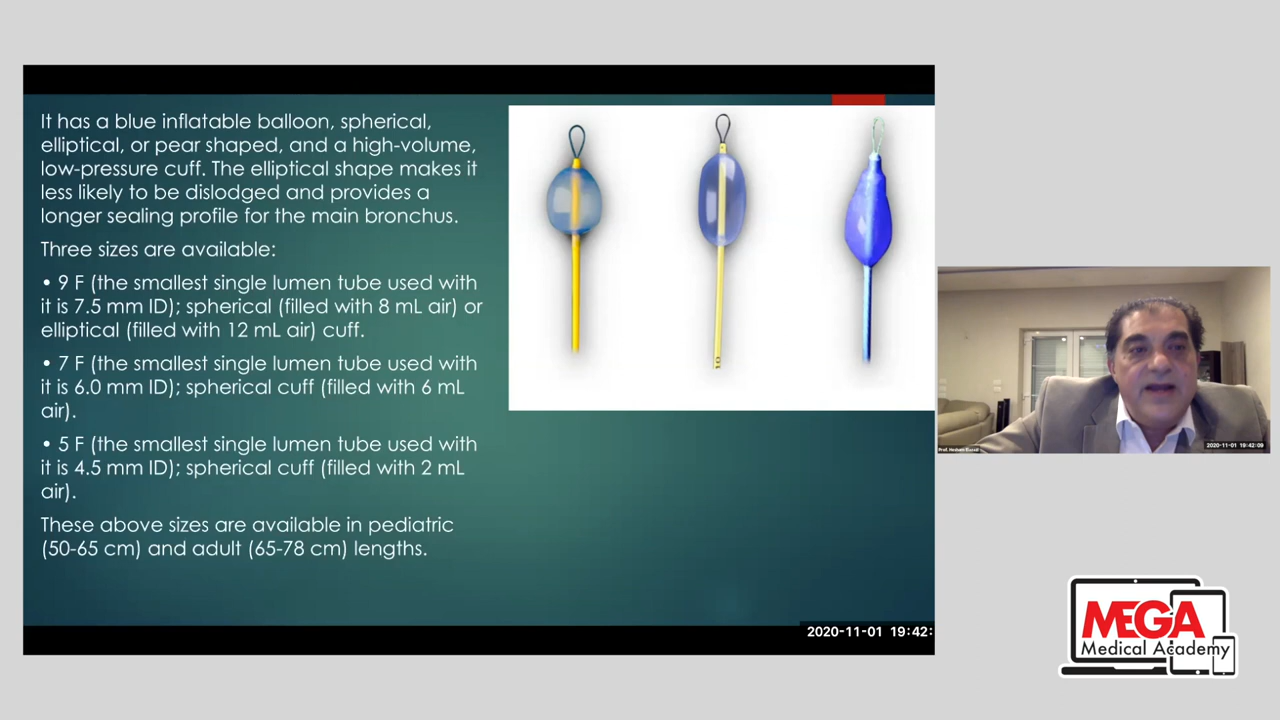 It has a blue inflatable balloon, spherical,
elliptical, or pear shaped, and a high-volume,
low-pressure cuff. The elliptical shape makes it
less likely to be dislodged and provides a
longer sealing profile for the main bronchus.
Three sizes are available:
• 9 F (the smallest single lumen tube used with
it is 7.5 mm ID); spherical (filled with 8 mL air) or
elliptical (filled with 12 mL air) cuff.
• 7 F (the smallest single lumen tube used with
it is 6.0 mm ID); spherical cuff (filled with 6 mL
air).
• 5 F (the smallest single lumen tube used with
it is 4.5 mm ID); spherical cuff (filled with 2 mL
air).
These above sizes are available in pediatric
(50-65 cm) and adult (65-78 cm) lengths.
2020-11-01 19:42:
2020-11-01 19:42:09
MEGA
Medical Academy